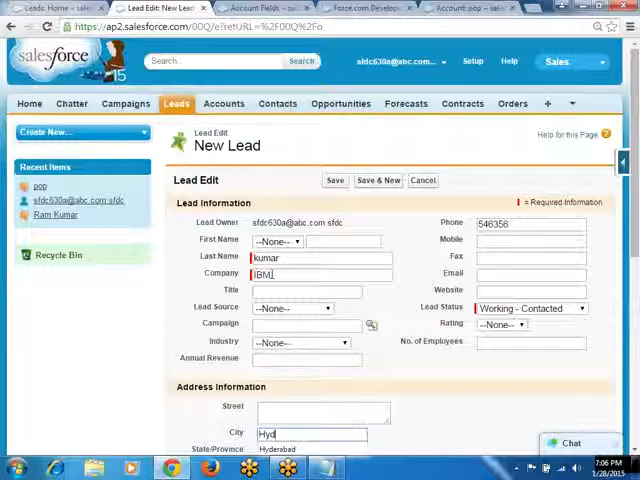 Leads: Home ~ salesfo
Lead Edit: New Lead ~
Account Fields ~ salesf
Force.com Develope
Account: pop ~ salesfo
https://ap2.salesforce.com/00Q/e?retURL=%2F00Q%2Fo
salesforce
15
Search...
Search
sfdc630a@abc.com...
Setup
Help
Sales
Home
Chatter
Campaigns
Leads
Accounts
Contacts
Opportunities
Forecasts
Contracts
Orders
+
Create New...
Recent Items
pop
sfdc630a@abc.com sfdc
Ram Kumar
Recycle Bin
Lead Edit
New Lead
Help for this Page
Lead Edit
Save
Save & New
Cancel
Lead Information
= Required Information
Lead Owner
sfdc630a@abc.com sfdc
Phone
546356
First Name
--None--
Mobile
Last Name
kumar
Fax
Company
IBM
Email
Title
Website
Lead Source
--None--
Lead Status
Working - Contacted
Campaign
Rating
--None--
Industry
--None--
No. of Employees
Annual Revenue
Address Information
Street
City
Hyd
State/Province
Hyderabad
Chat
7:06 PM
1/28/2015